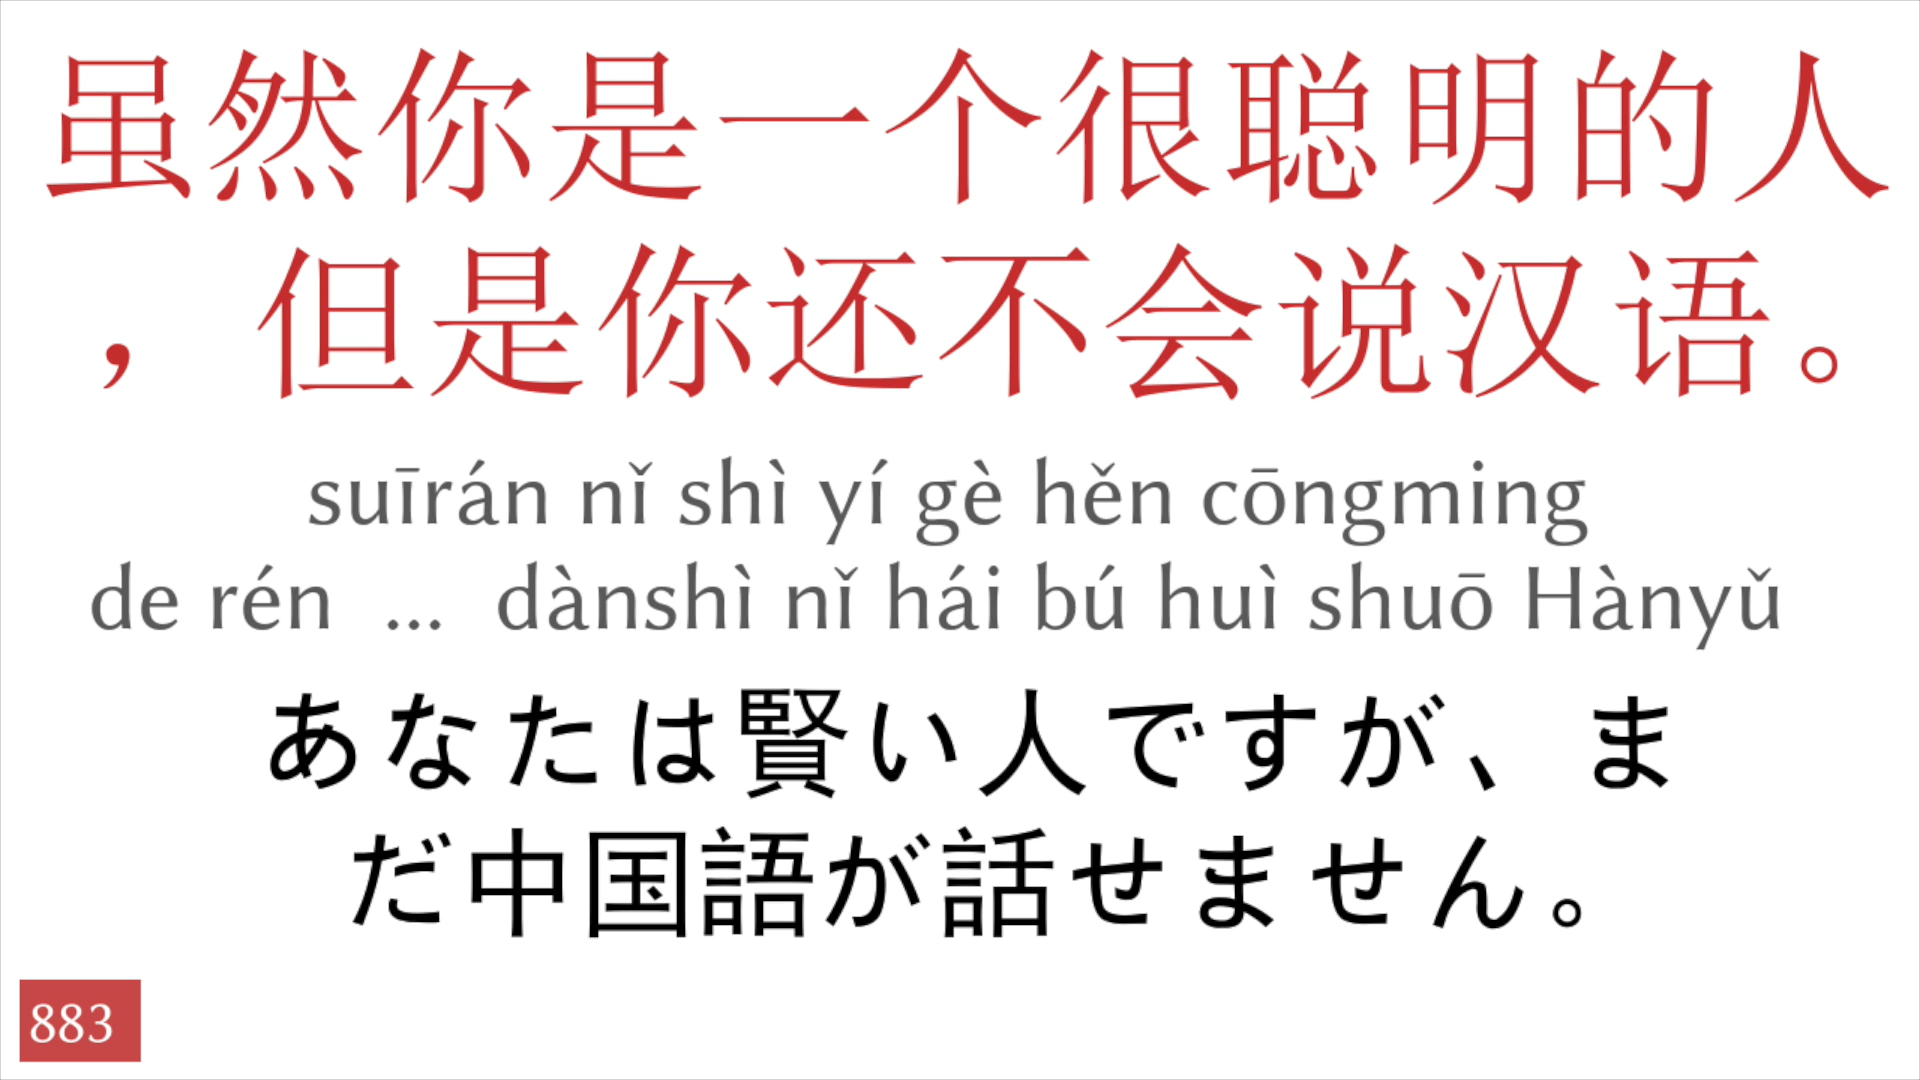 虽然你是一个很聪明的人
，但是你还不会说汉语。
suīrán nǐ shì yí gè hěn cōngming
de rén ... dànshì nǐ hái bú huì shuō Hànyǔ
あなたは賢い人ですが、ま
だ中国語が話せません。
883